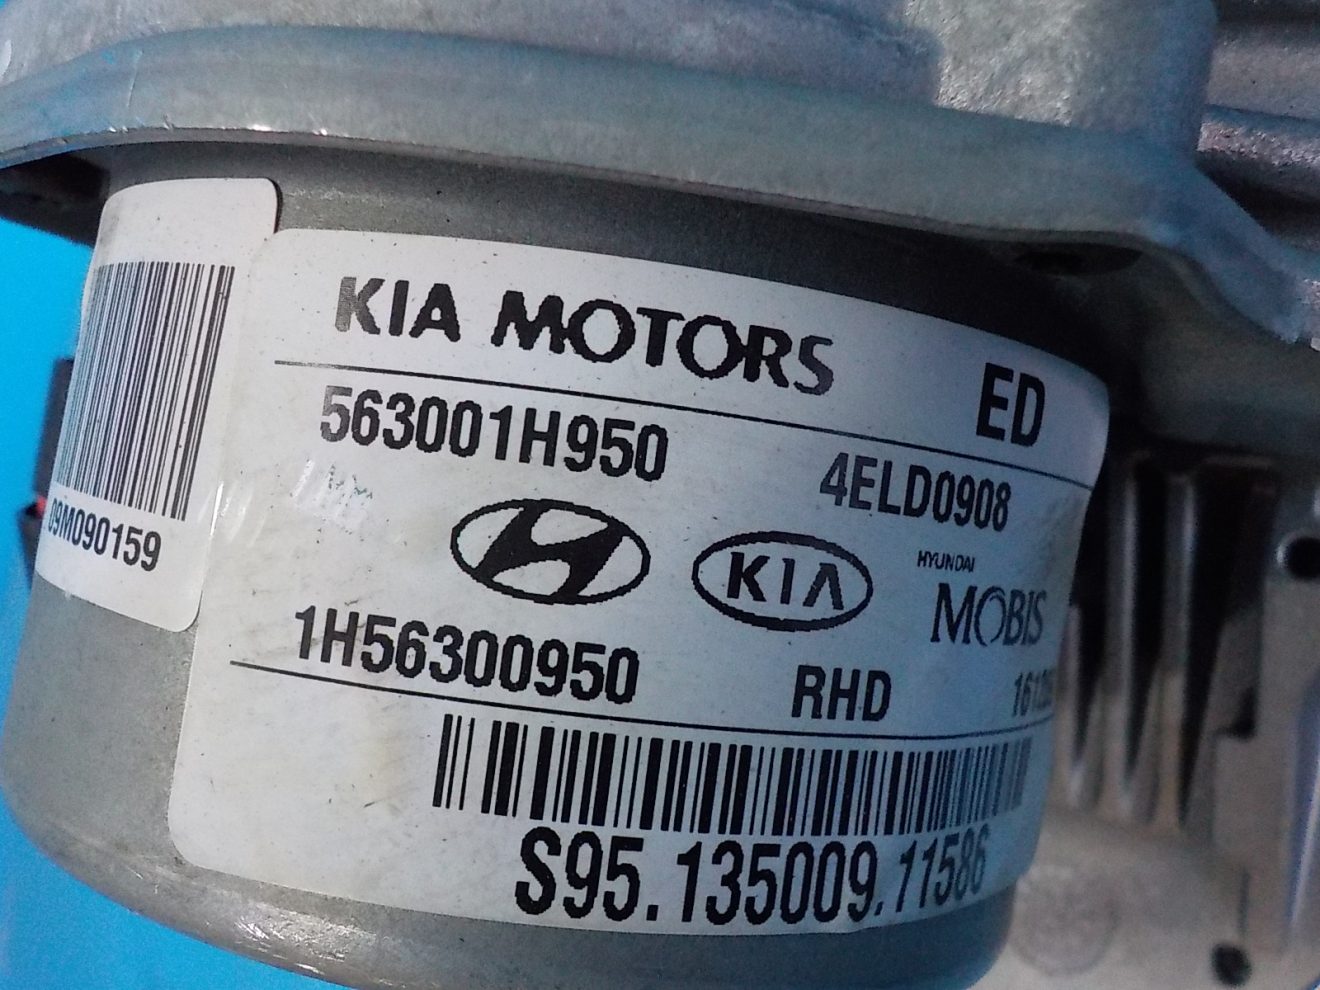 KIA MOTORS
ED
563001H950
4ELD0908
KIA
HYUNDAI
MOBIS
1H56300950
RHD
S95.135009.11586
09M090159